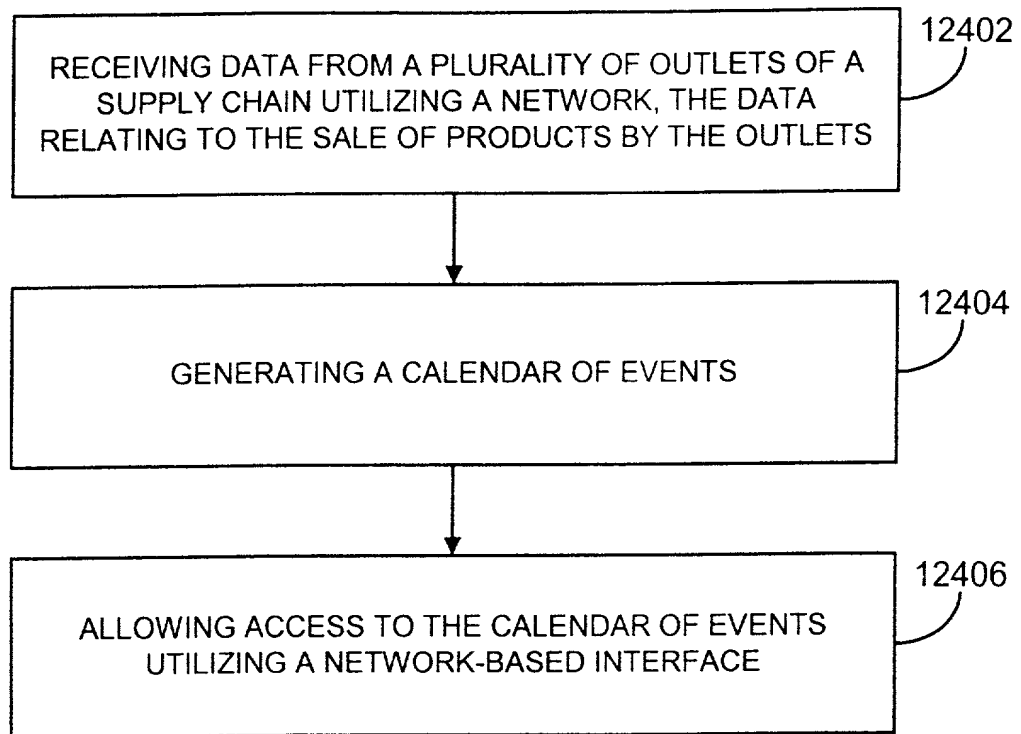 12402
RECEIVING DATA FROM A PLURALITY OF OUTLETS OF A
SUPPLY CHAIN UTILIZING A NETWORK, THE DATA
RELATING TO THE SALE OF PRODUCTS BY THE OUTLETS
12404
GENERATING A CALENDAR OF EVENTS
12406
ALLOWING ACCESS TO THE CALENDAR OF EVENTS
UTILIZING A NETWORK-BASED INTERFACE